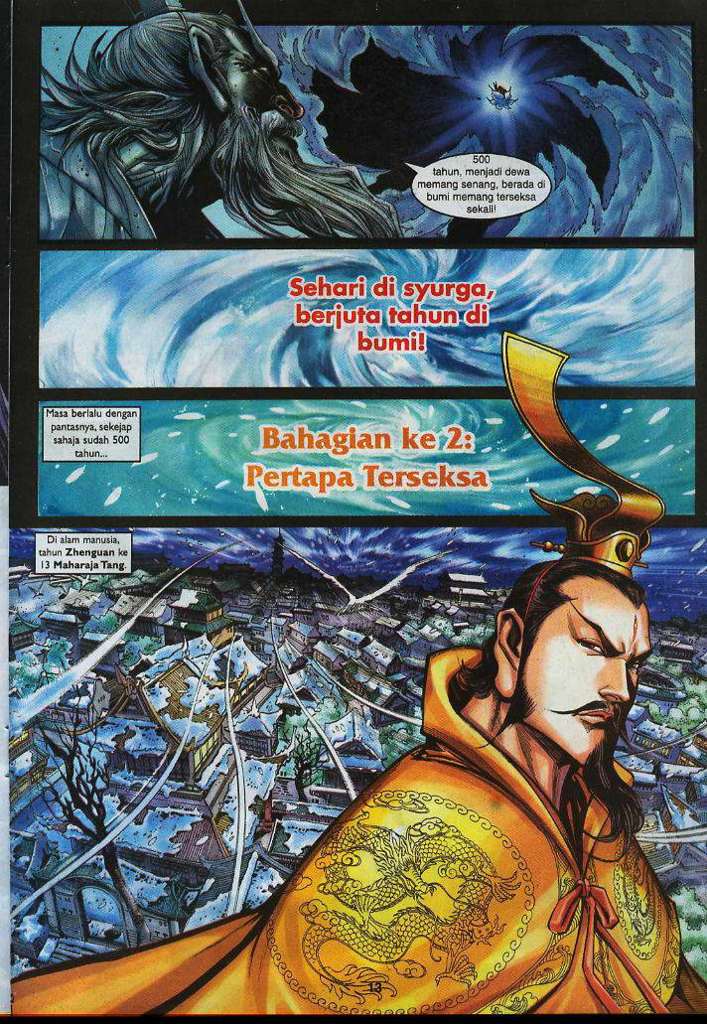 500
tahun, menjadi dewa
memang senang, berada di
bumi memang terseksa
sekali!
Sehari di syurga,
berjuta tahun di
bumi!
Masa berlalu dengan
pantasnya, sekejap
sahaja sudah 500
tahun...
Bahagian ke 2:
Pertapa Terseksa
Di alam manusia,
tahun Zhenguan ke
13 Maharaja Tang.
13